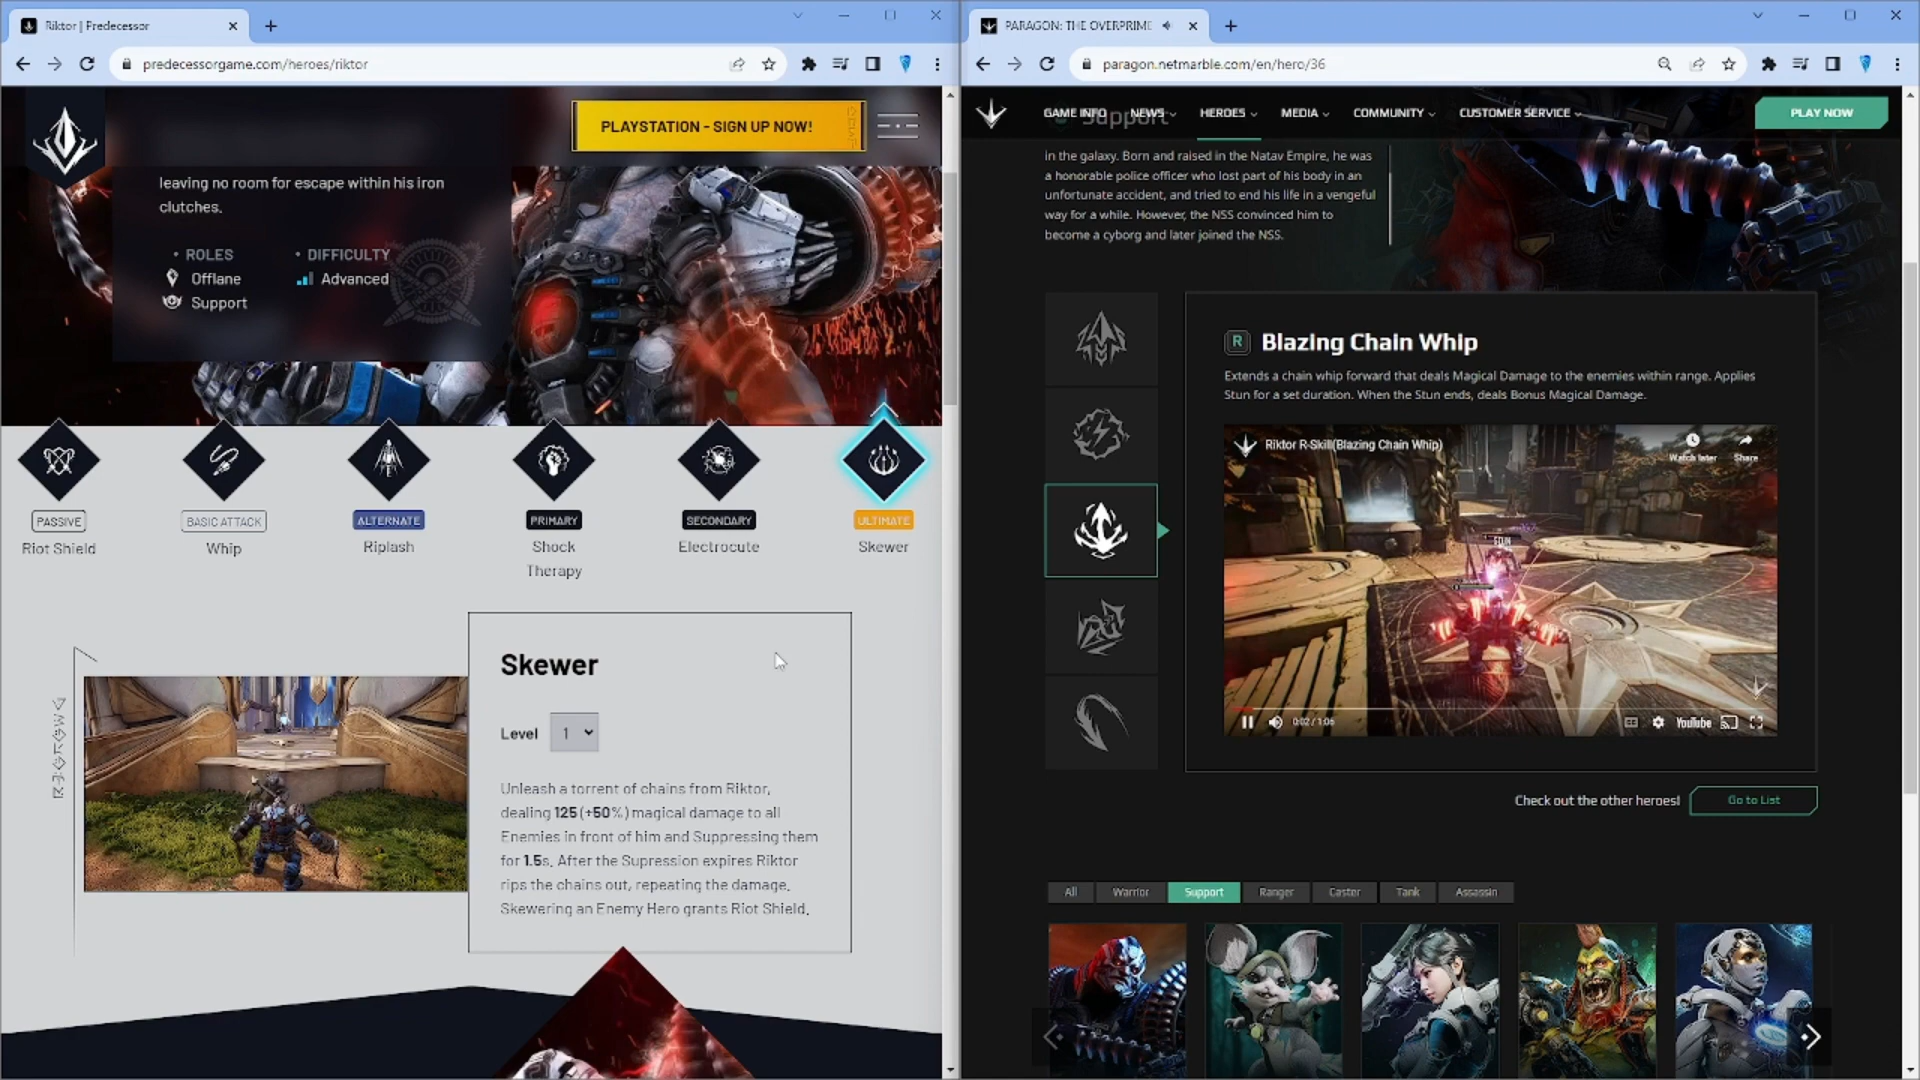 Riktor | Predecessor
predecessorgame.com/heroes/riktor
PLAYSTATION - SIGN UP NOW!
leaving no room for escape within his iron
clutches.
• ROLES
Offlane
Support
• DIFFICULTY
Advanced
PASSIVE
Riot Shield
BASIC ATTACK
Whip
ALTERNATE
Riplash
PRIMARY
Shock
Therapy
SECONDARY
Electrocute
ULTIMATE
Skewer
Skewer
Level 1
Unleash a torrent of chains from Riktor,
dealing 125 (+50%) magical damage to all
Enemies in front of him and Suppressing them
for 1.5s. After the Supression expires Riktor
rips the chains out, repeating the damage.
Skewering an Enemy Hero grants Riot Shield.
PARAGON: THE OVERPRIME
paragon.netmarble.com/en/hero/36
GAME INFO NEWS HEROES MEDIA COMMUNITY CUSTOMER SERVICE
PLAY NOW
Support
in the galaxy. Born and raised in the Natav Empire, he was
a honorable police officer who lost part of his body in an
unfortunate accident, and tried to end his life in a vengeful
way for a while. However, the NSS convinced him to
become a cyborg and later joined the NSS.
R Blazing Chain Whip
Extends a chain whip forward that deals Magical Damage to the enemies within range. Applies
Stun for a set duration. When the Stun ends, deals Bonus Magical Damage.
Riktor R-Skill(Blazing Chain Whip)
Watch later
Share
STUN
0:02 / 1:06
YouTube
Check out the other heroes!
Go to List
All Warrior Support Ranger Caster Tank Assassin